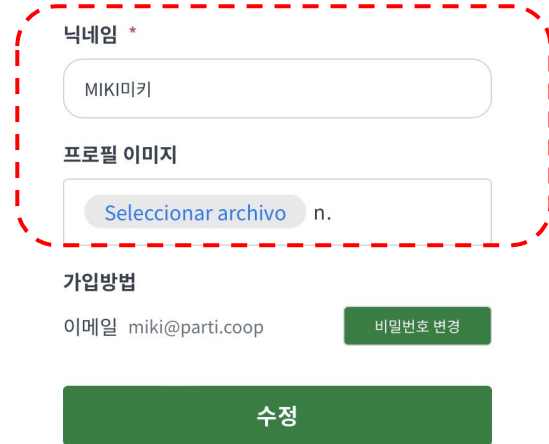 닉네임 *
MIKI미키
프로필 이미지
Seleccionar archivo n.
가입방법
이메일 miki@parti.coop 비밀번호 변경
수정